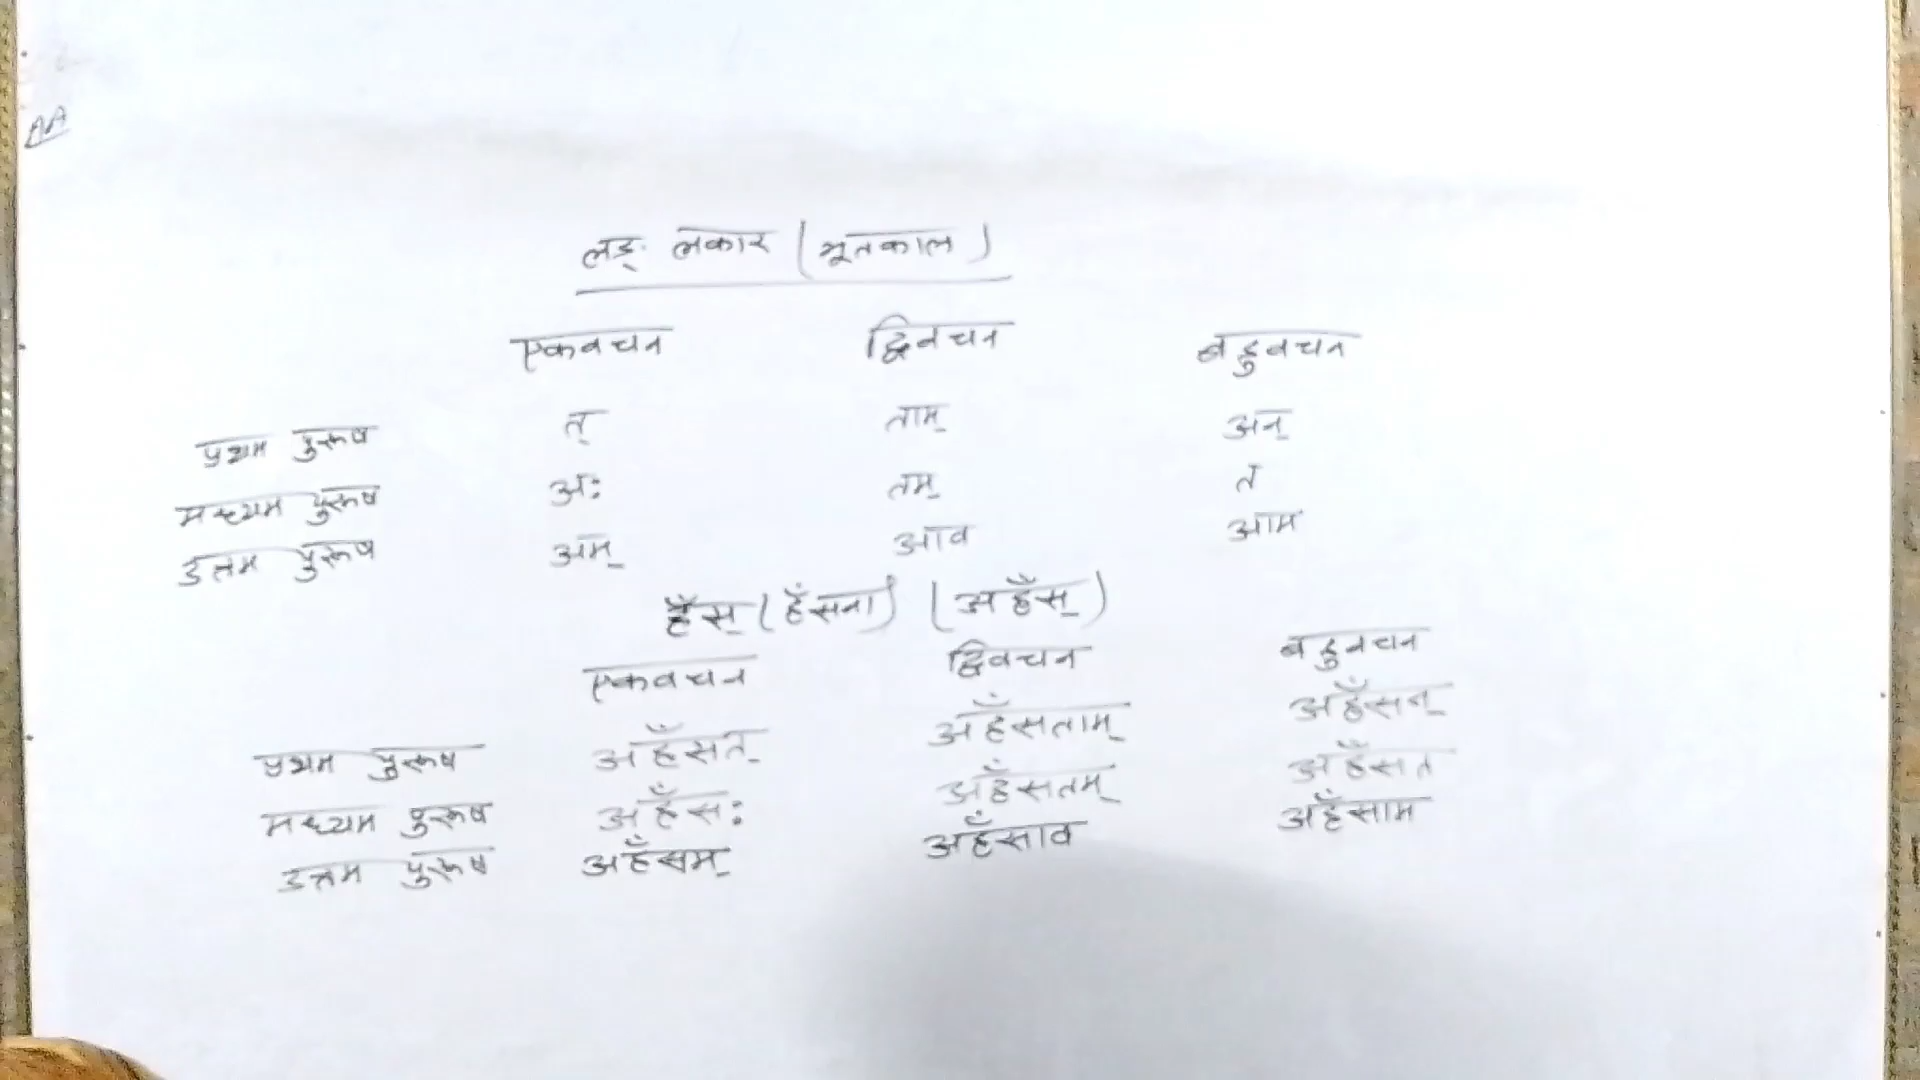 AA
लङ् लकार (भूतकाल)
एकवचन द्विवचन बहुवचन
प्रथम पुरूष त् ताम् अन्
मध्यम पुरूष अः तम् त
उत्तम पुरूष अम् आव आम
हँस् (हँसना) (अहँस्)
एकवचन द्विवचन बहुवचन
प्रथम पुरूष अहँसत् अहँसताम् अहँसन्
मध्यम पुरूष अहँसः अहँसतम् अहँसत
उत्तम पुरूष अहँसम् अहँसाव अहँसाम